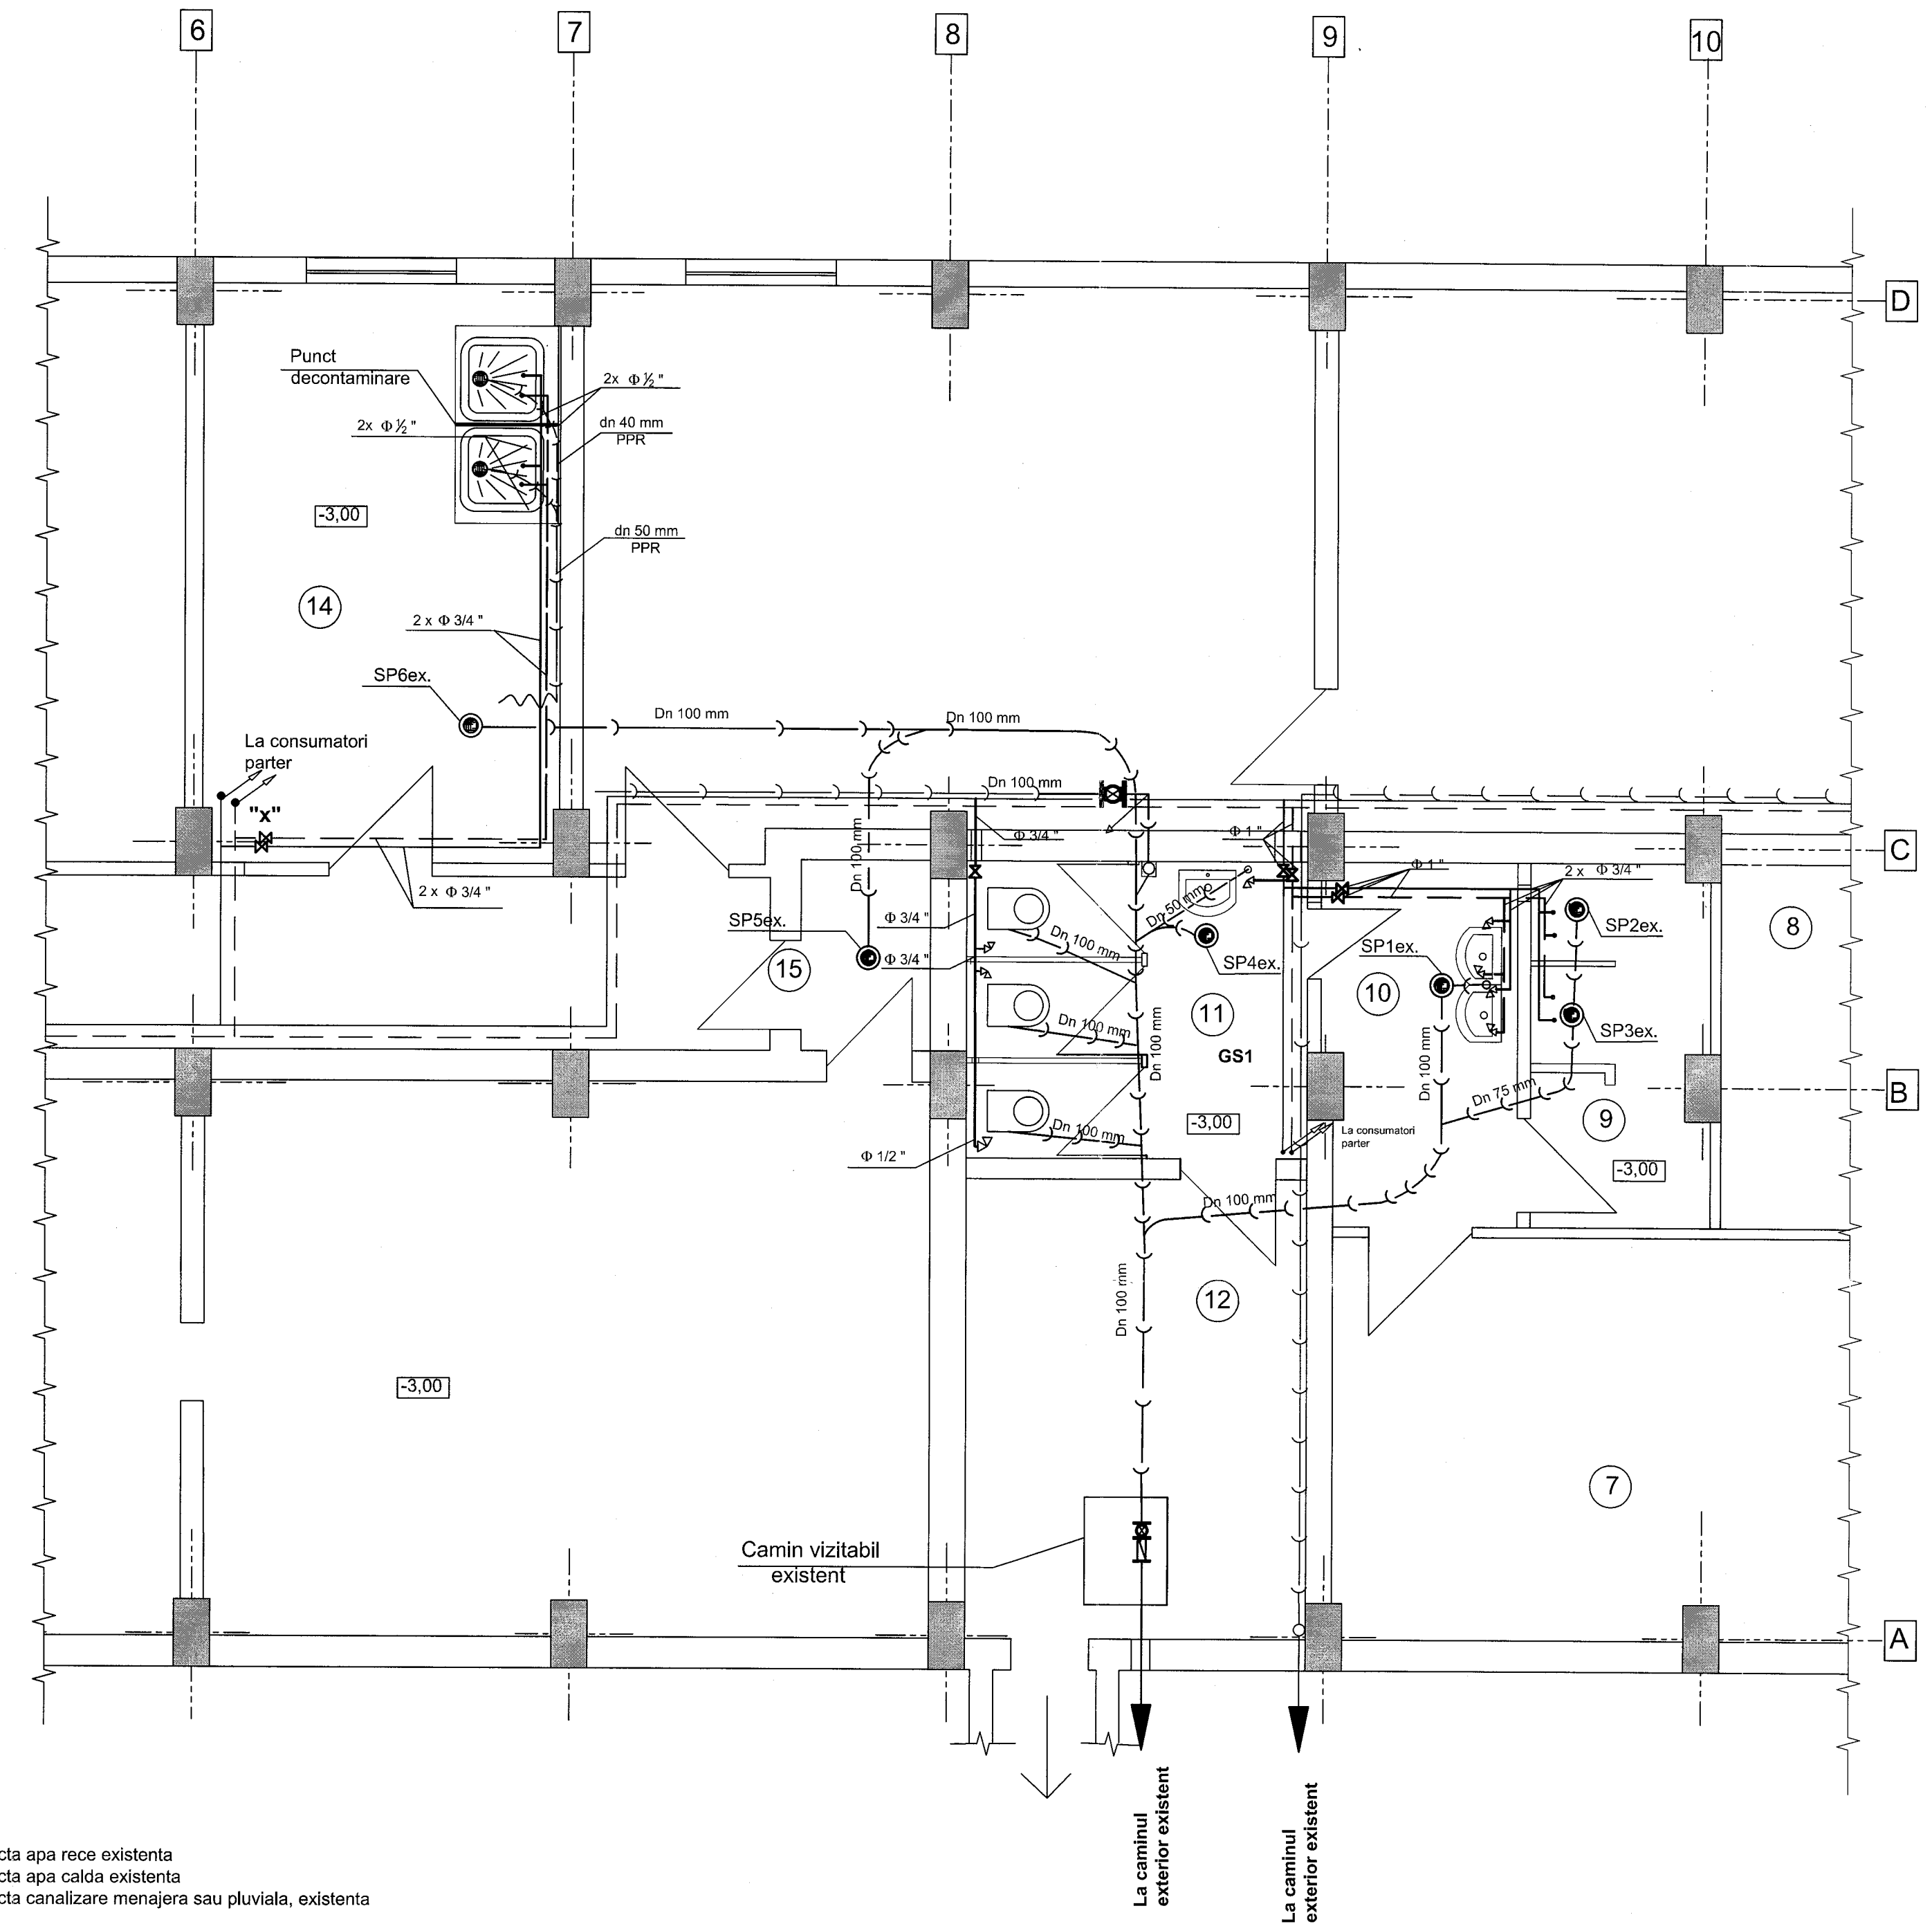 6
7
8
9
10
D
Punct
decontaminare
2x Φ ½ "
2x Φ ½ "
dn 40 mm
PPR
-3,00
dn 50 mm
PPR
14
2 x Φ 3/4 "
SP6ex.
Dn 100 mm
Dn 100 mm
La consumatori
parter
"x"
Dn 100 mm
Φ 3/4 "
Φ 1 "
C
Dn 100 mm
Φ 1 "
2 x Φ 3/4 "
2 x Φ 3/4 "
Dn 50 mm
SP5ex.
Φ 3/4 "
SP2ex.
8
Dn 100 mm
SP1ex.
15
Φ 3/4 "
SP4ex.
10
11
Dn 100 mm
SP3ex.
Dn 100 mm
GS1
Dn 100 mm
B
Dn 75 mm
9
-3,00
La consumatori
parter
Dn 100 mm
Φ 1/2 "
-3,00
Dn 100 mm
Dn 100 mm
12
-3,00
7
Camin vizitabil
existent
A
La caminul
exterior existent
La caminul
exterior existent
cta apa rece existenta
cta apa calda existenta
cta canalizare menajera sau pluviala, existenta